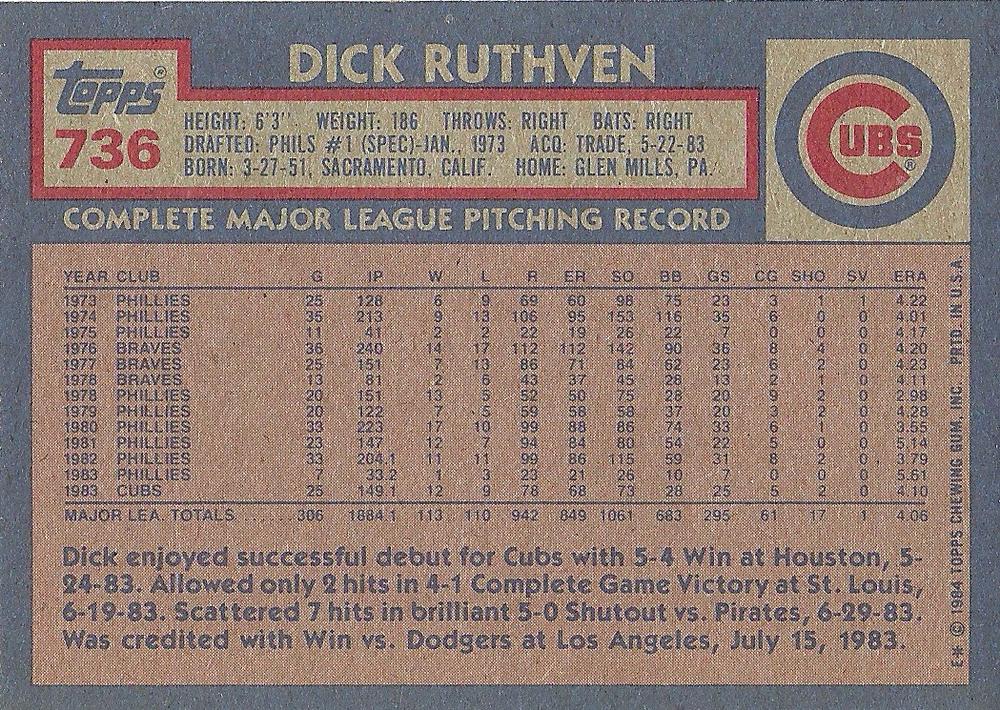 DICK RUTHVEN
Topps®
736
HEIGHT: 6'3" WEIGHT: 186 THROWS: RIGHT BATS: RIGHT
DRAFTED: PHILS #1 (SPEC)-JAN., 1973 ACQ: TRADE, 5-22-83
BORN: 3-27-51, SACRAMENTO, CALIF. HOME: GLEN MILLS, PA.
CUBS®
COMPLETE MAJOR LEAGUE PITCHING RECORD
YEAR CLUB G IP W L R ER SO BB GS CG SHO SV ERA
1973 PHILLIES 25 128 6 9 69 60 98 75 23 3 1 1 4.22
1974 PHILLIES 35 213 9 13 106 95 153 116 35 6 0 0 4.01
1975 PHILLIES 11 41 2 2 22 19 26 22 7 0 0 0 4.17
1976 BRAVES 36 240 14 17 112 112 142 90 36 8 4 0 4.20
1977 BRAVES 25 151 7 13 86 71 84 62 23 6 2 0 4.23
1978 BRAVES 13 81 2 6 43 37 45 28 13 2 1 0 4.11
1978 PHILLIES 20 151 13 5 52 50 75 28 20 9 2 0 2.98
1979 PHILLIES 20 122 7 5 59 58 58 37 20 3 2 0 4.28
1980 PHILLIES 33 223 17 10 99 88 86 74 33 6 1 0 3.55
1981 PHILLIES 23 147 12 7 94 84 80 54 22 5 0 0 5.14
1982 PHILLIES 33 204.1 11 11 99 86 115 59 31 8 2 0 3.79
1983 PHILLIES 7 33.2 1 3 23 21 26 10 7 0 0 0 5.61
1983 CUBS 25 149.1 12 9 78 68 73 28 25 5 2 0 4.10
MAJOR LEA. TOTALS ...... 306 1884.1 113 110 942 849 1061 683 295 61 17 1 4.06
Dick enjoyed successful debut for Cubs with 5-4 Win at Houston, 5-
24-83. Allowed only 2 hits in 4-1 Complete Game Victory at St. Louis,
6-19-83. Scattered 7 hits in brilliant 5-0 Shutout vs. Pirates, 6-29-83.
Was credited with Win vs. Dodgers at Los Angeles, July 15, 1983.
E* © 1984 TOPPS CHEWING GUM, INC. PRTD. IN U.S.A.